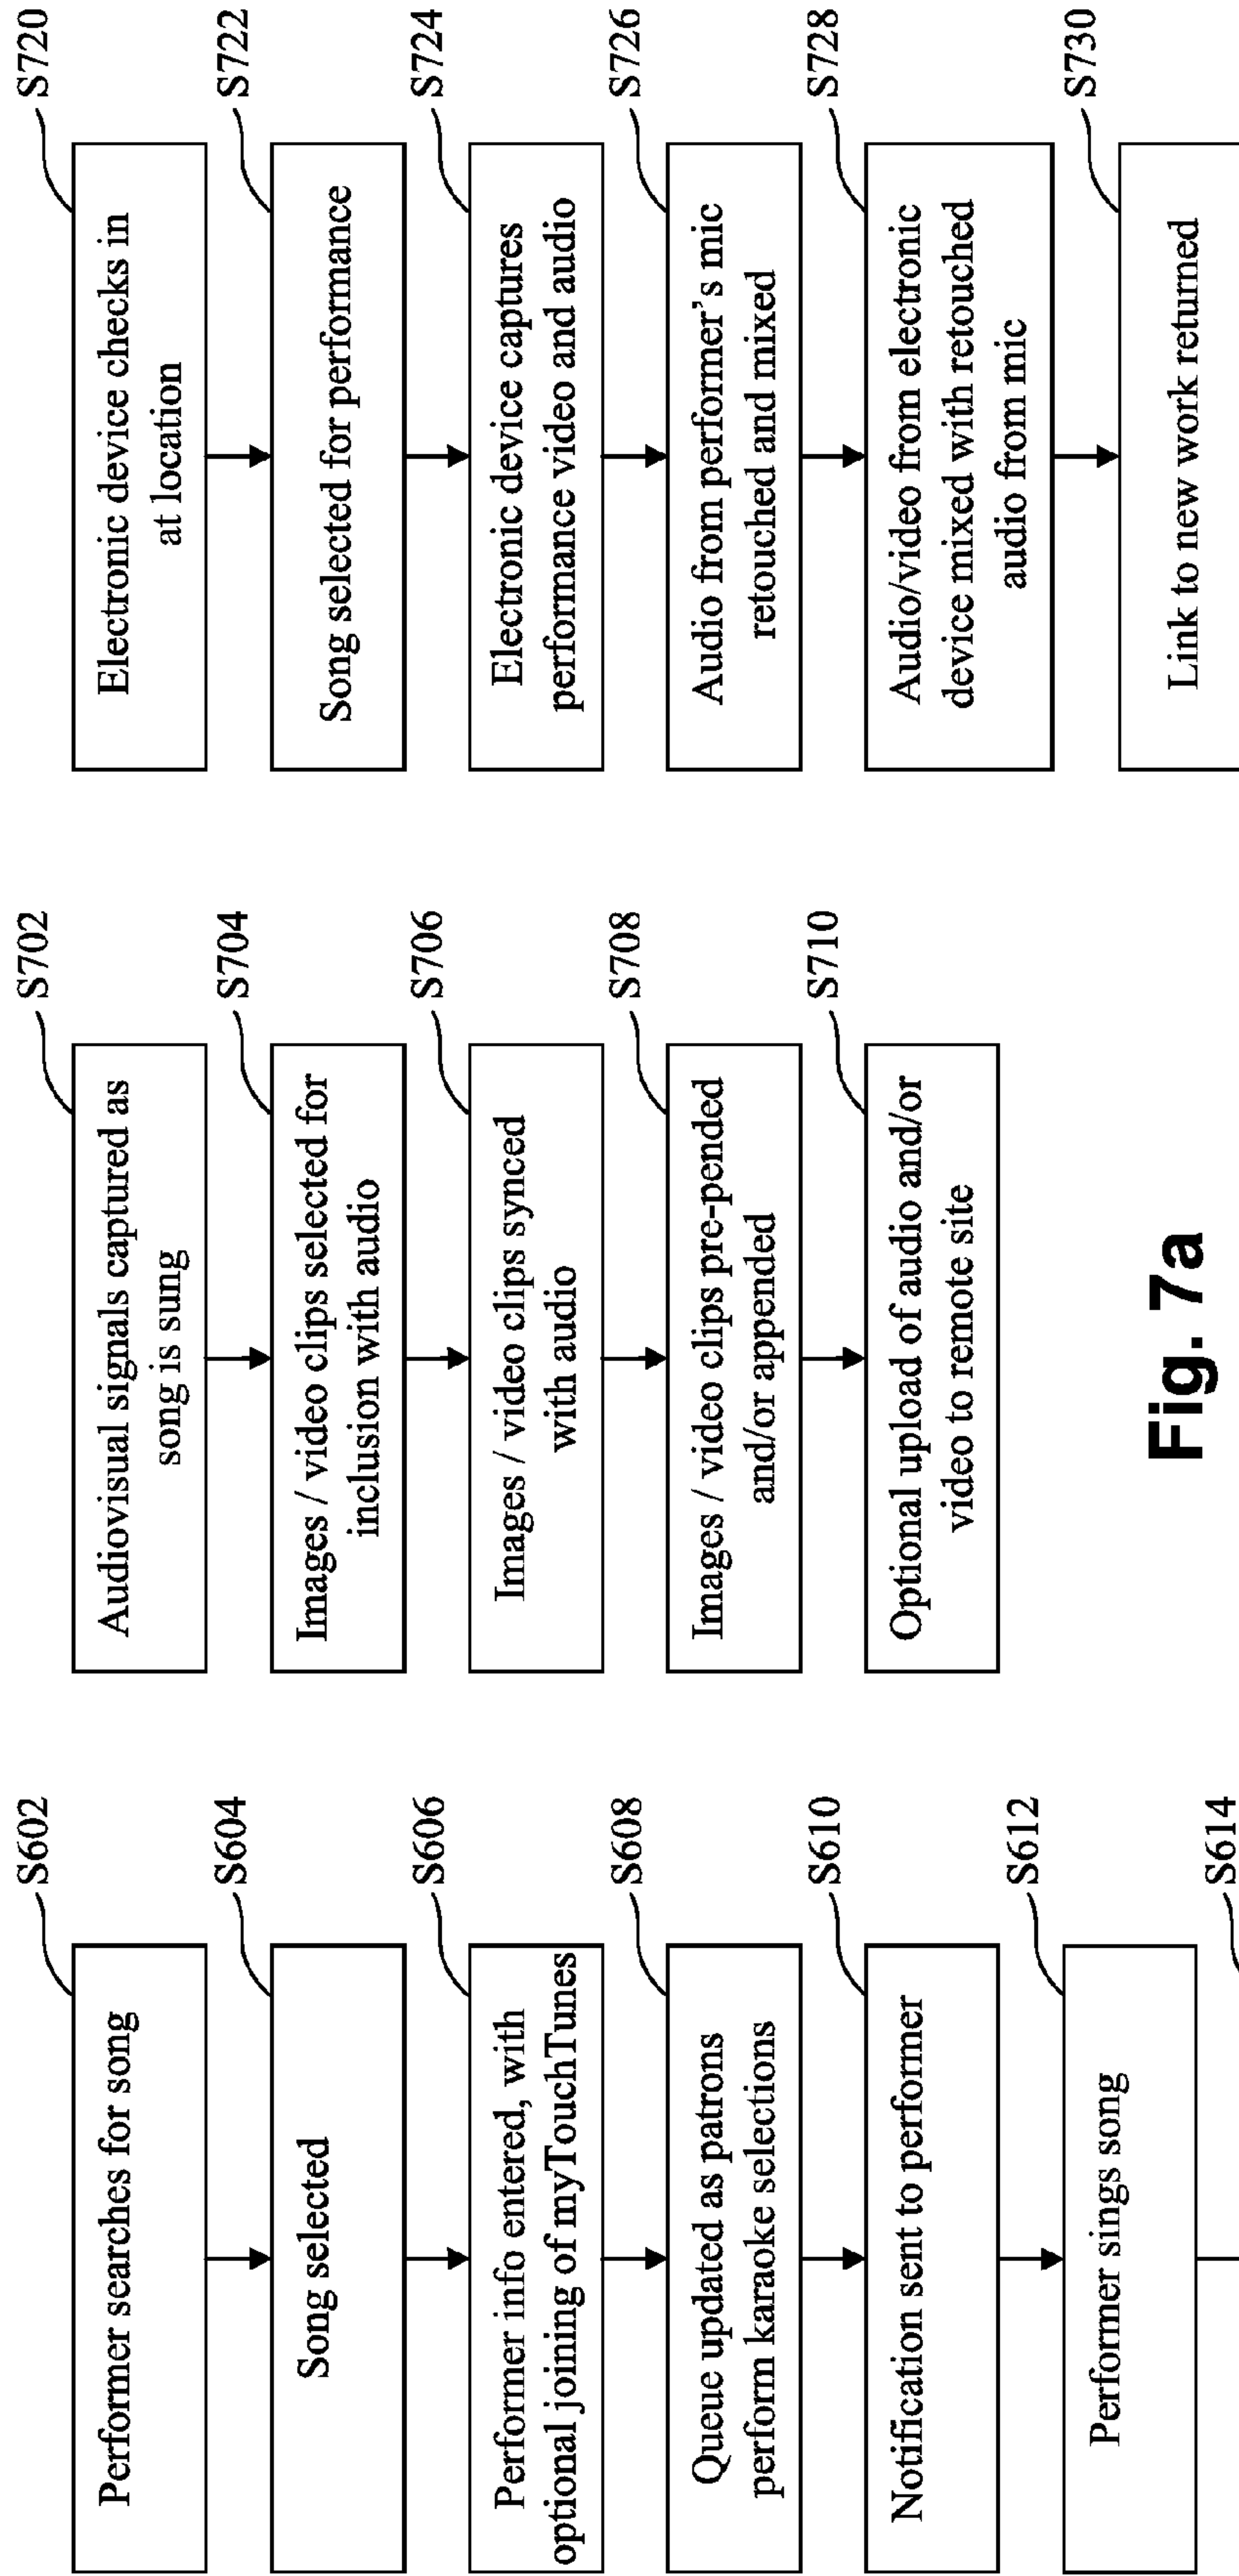 S602
Performer searches for song
S604
Song selected
S606
Performer info entered, with
optional joining of myTouchTunes
S608
Queue updated as patrons
perform karaoke selections
S610
Notification sent to performer
S612
Performer sings song
S614
S702
Audiovisual signals captured as
song is sung
S704
Images / video clips selected for
inclusion with audio
S706
Images / video clips synced
with audio
S708
Images / video clips pre-pended
and/or appended
S710
Optional upload of audio and/or
video to remote site
Fig. 7a
S720
Electronic device checks in
at location
S722
Song selected for performance
S724
Electronic device captures
performance video and audio
S726
Audio from performer's mic
retouched and mixed
S728
Audio/video from electronic
device mixed with retouched
audio from mic
S730
Link to new work returned